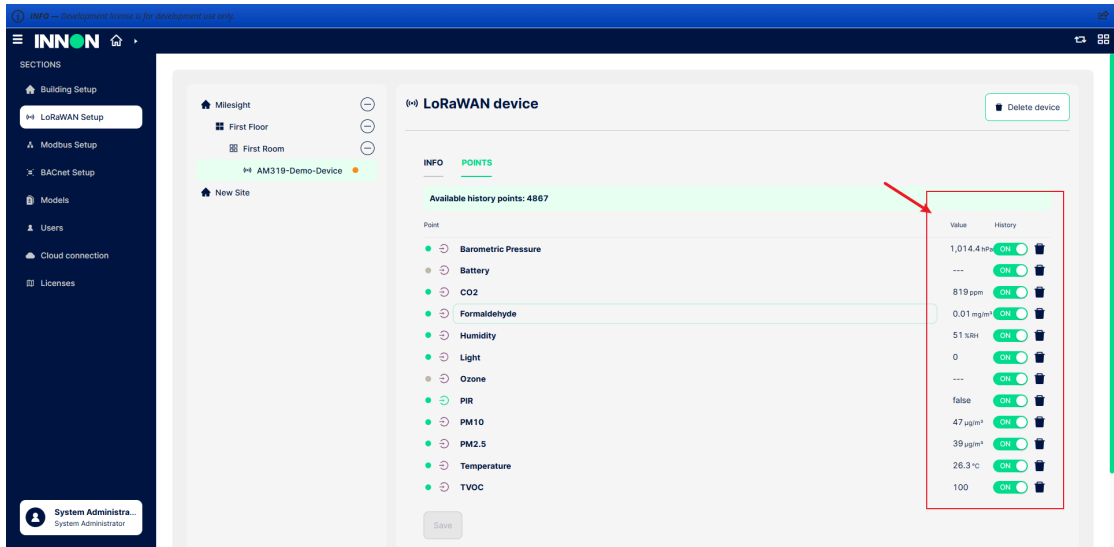 INFO — Development license is for development use only.
INNON
SECTIONS
Building Setup
LoRaWAN Setup
Modbus Setup
BACnet Setup
Models
Users
Cloud connection
Licenses
System Administra...
System Administrator
Milesight
First Floor
First Room
AM319-Demo-Device
New Site
LoRaWAN device
Delete device
INFO POINTS
Available history points: 4867
Point Value History
Barometric Pressure 1,014.4 hPa ON
Battery --- ON
CO2 819 ppm ON
Formaldehyde 0.01 mg/m³ ON
Humidity 51 %RH ON
Light 0 ON
Ozone --- ON
PIR false ON
PM10 47 µg/m³ ON
PM2.5 39 µg/m³ ON
Temperature 26.3 °C ON
TVOC 100 ON
Save